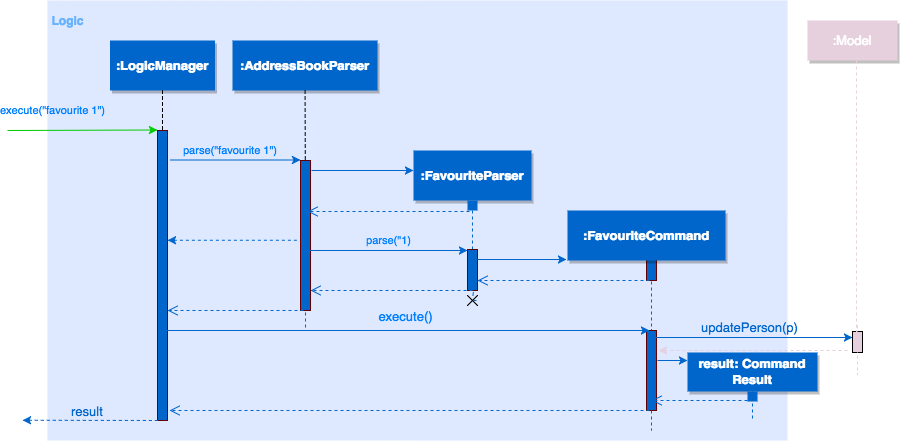 Logic
:Model
:LogicManager
:AddressBookParser
execute("favourite 1")
parse("favourite 1")
:FavouriteParser
:FavouriteCommand
parse("1)
execute()
updatePerson(p)
result: Command
Result
result